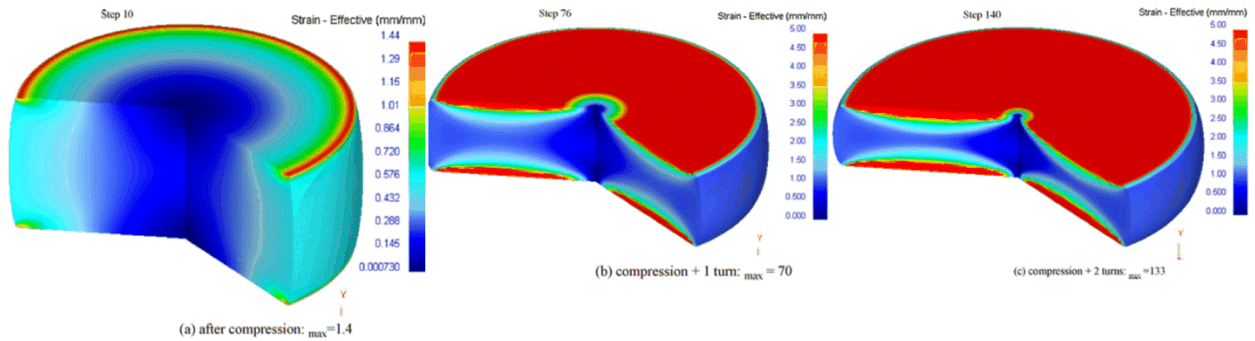 Step 10
Strain - Effective (mm/mm)
1.44
1.29
1.15
1.01
0.864
0.720
0.576
0.432
0.288
0.145
0.000730
Y
(a) after compression: max=1.4
Step 76
Strain - Effective (mm/mm)
5.00
4.50
4.00
3.50
3.00
2.50
2.00
1.50
1.00
0.500
0.000
Y
(b) compression + 1 turn: max = 70
Step 140
Strain - Effective (mm/mm)
5.00
4.50
4.00
3.50
3.00
2.50
2.00
1.50
1.00
0.500
0.000
Y
(c) compression + 2 turns: max =133